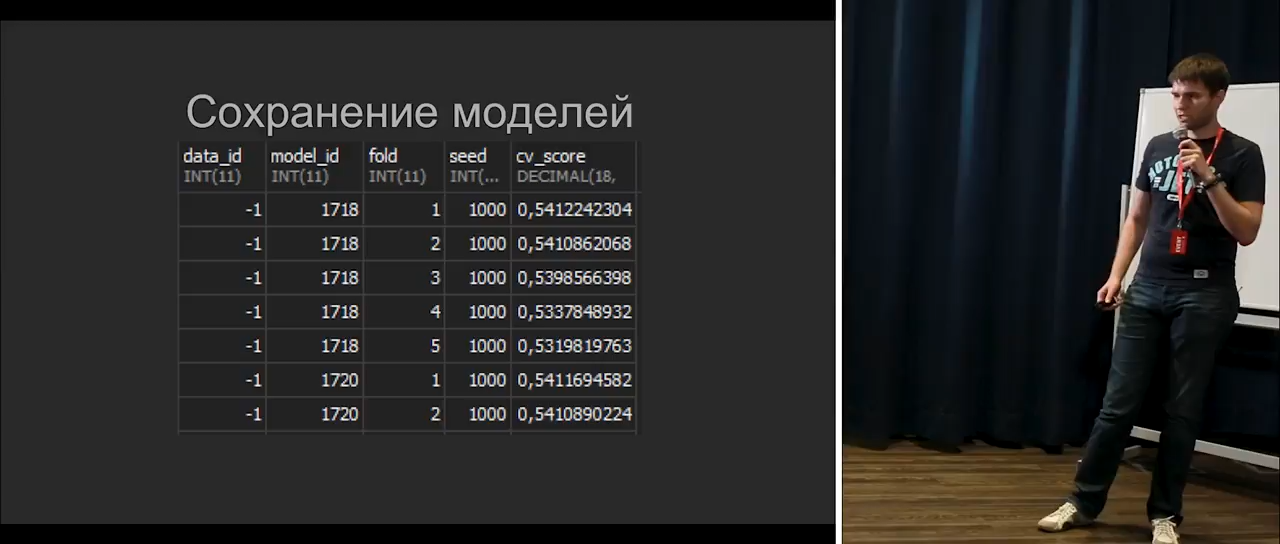 Сохранение моделей
data_id model_id fold seed cv_score
INT(11) INT(11) INT(11) INT(... DECIMAL(18,
-1 1718 1 1000 0,5412242304
-1 1718 2 1000 0,5410862068
-1 1718 3 1000 0,5398566398
-1 1718 4 1000 0,5337848932
-1 1718 5 1000 0,5319819763
-1 1720 1 1000 0,5411694582
-1 1720 2 1000 0,5410890224